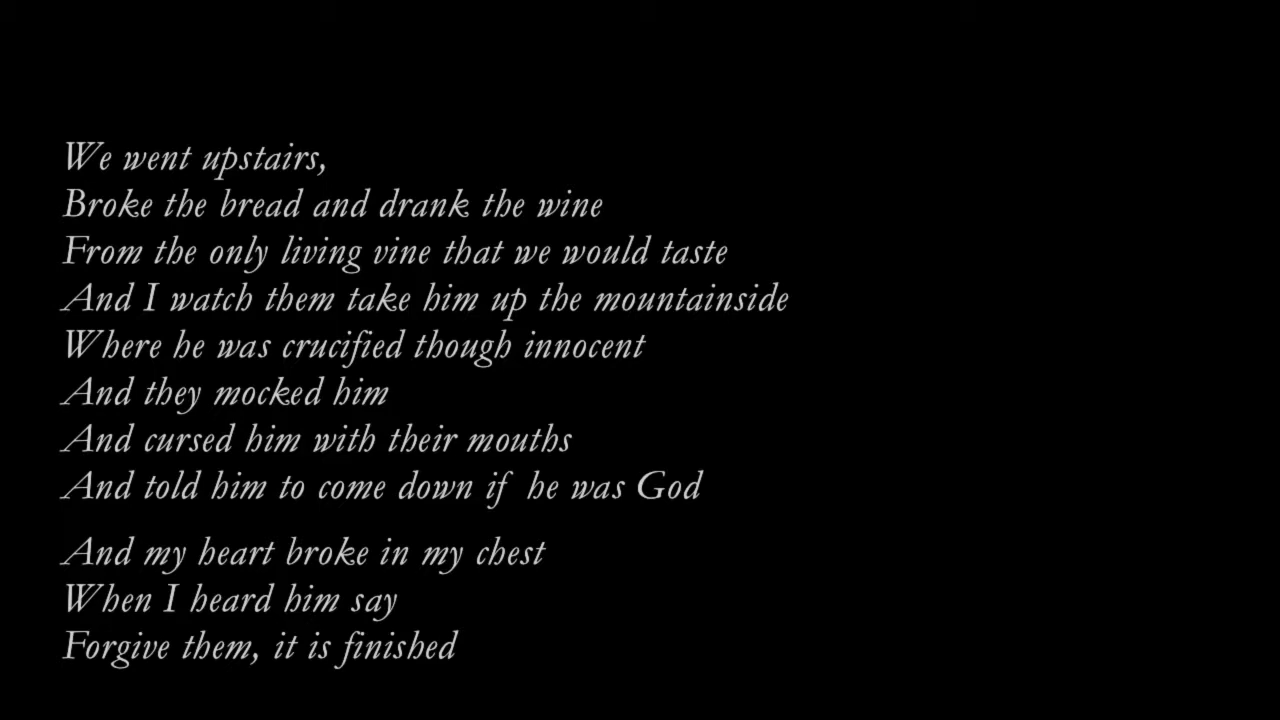 We went upstairs,
Broke the bread and drank the wine
From the only living vine that we would taste
And I watch them take him up the mountainside
Where he was crucified though innocent
And they mocked him
And cursed him with their mouths
And told him to come down if he was God
And my heart broke in my chest
When I heard him say
Forgive them, it is finished